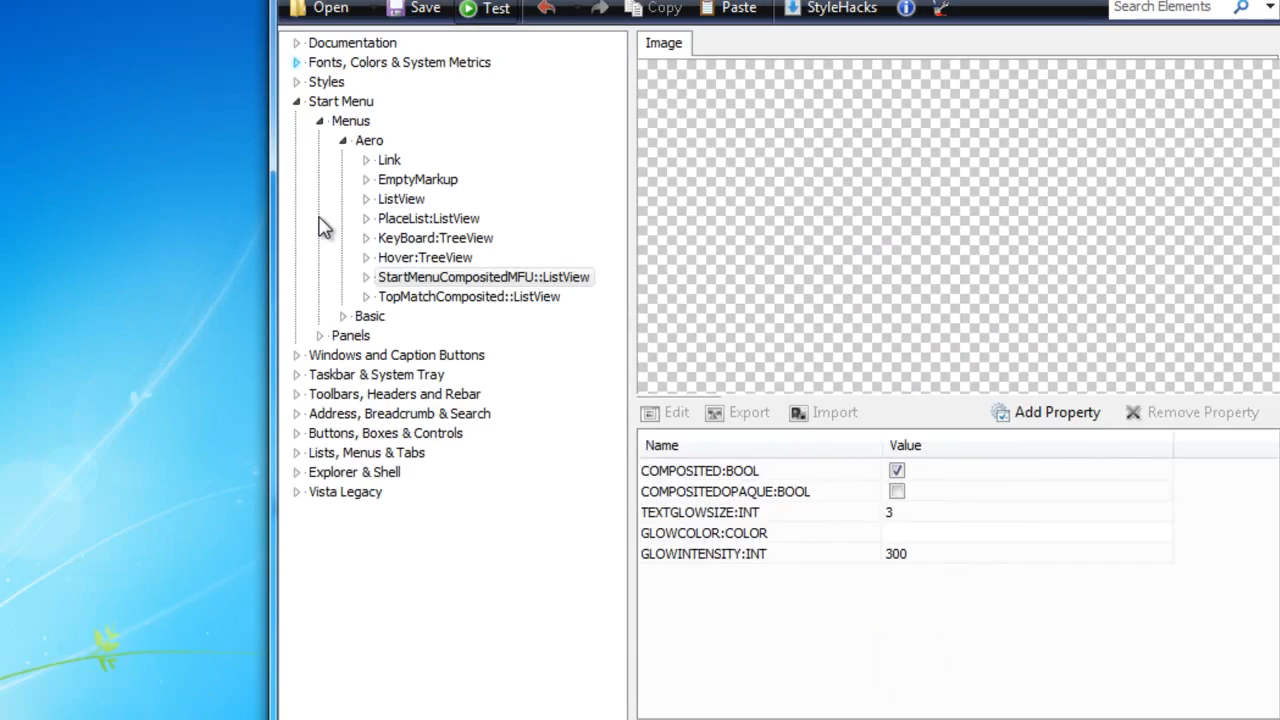 Open Save Test Copy Paste StyleHacks Search Elements
Documentation
Fonts, Colors & System Metrics
Styles
Start Menu
Menus
Aero
Link
EmptyMarkup
ListView
PlaceList:ListView
KeyBoard:TreeView
Hover:TreeView
StartMenuCompositedMFU::ListView
TopMatchComposited::ListView
Basic
Panels
Windows and Caption Buttons
Taskbar & System Tray
Toolbars, Headers and Rebar
Address, Breadcrumb & Search
Buttons, Boxes & Controls
Lists, Menus & Tabs
Explorer & Shell
Vista Legacy
Image
Edit Export Import Add Property Remove Property
Name Value
COMPOSITED:BOOL
COMPOSITEDOPAQUE:BOOL
TEXTGLOWSIZE:INT 3
GLOWCOLOR:COLOR
GLOWINTENSITY:INT 300